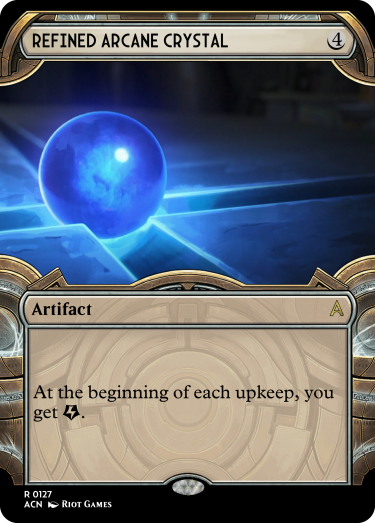 REFINED ARCANE CRYSTAL 4
Artifact
At the beginning of each upkeep, you
get .
R 0127
ACN RIOT GAMES